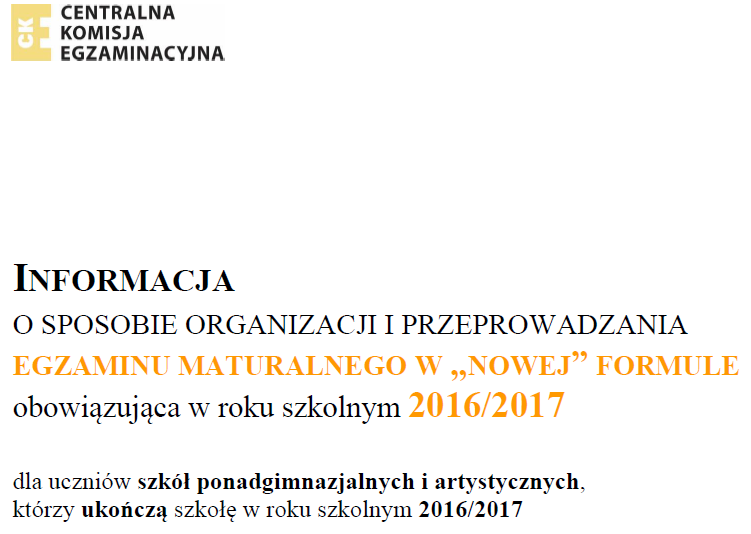 CKE
CENTRALNA
KOMISJA
EGZAMINACYJNA
INFORMACJA
O SPOSOBIE ORGANIZACJI I PRZEPROWADZANIA
EGZAMINU MATURALNEGO W „NOWEJ” FORMULE
obowiązująca w roku szkolnym 2016/2017
dla uczniów szkół ponadgimnazjalnych i artystycznych,
którzy ukończą szkołę w roku szkolnym 2016/2017